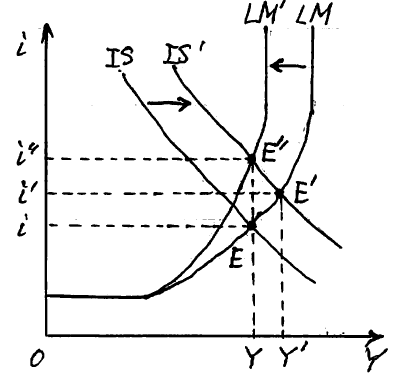 LM' LM
i IS IS'
i" E"
i' E'
i
E
O Y Y' Y